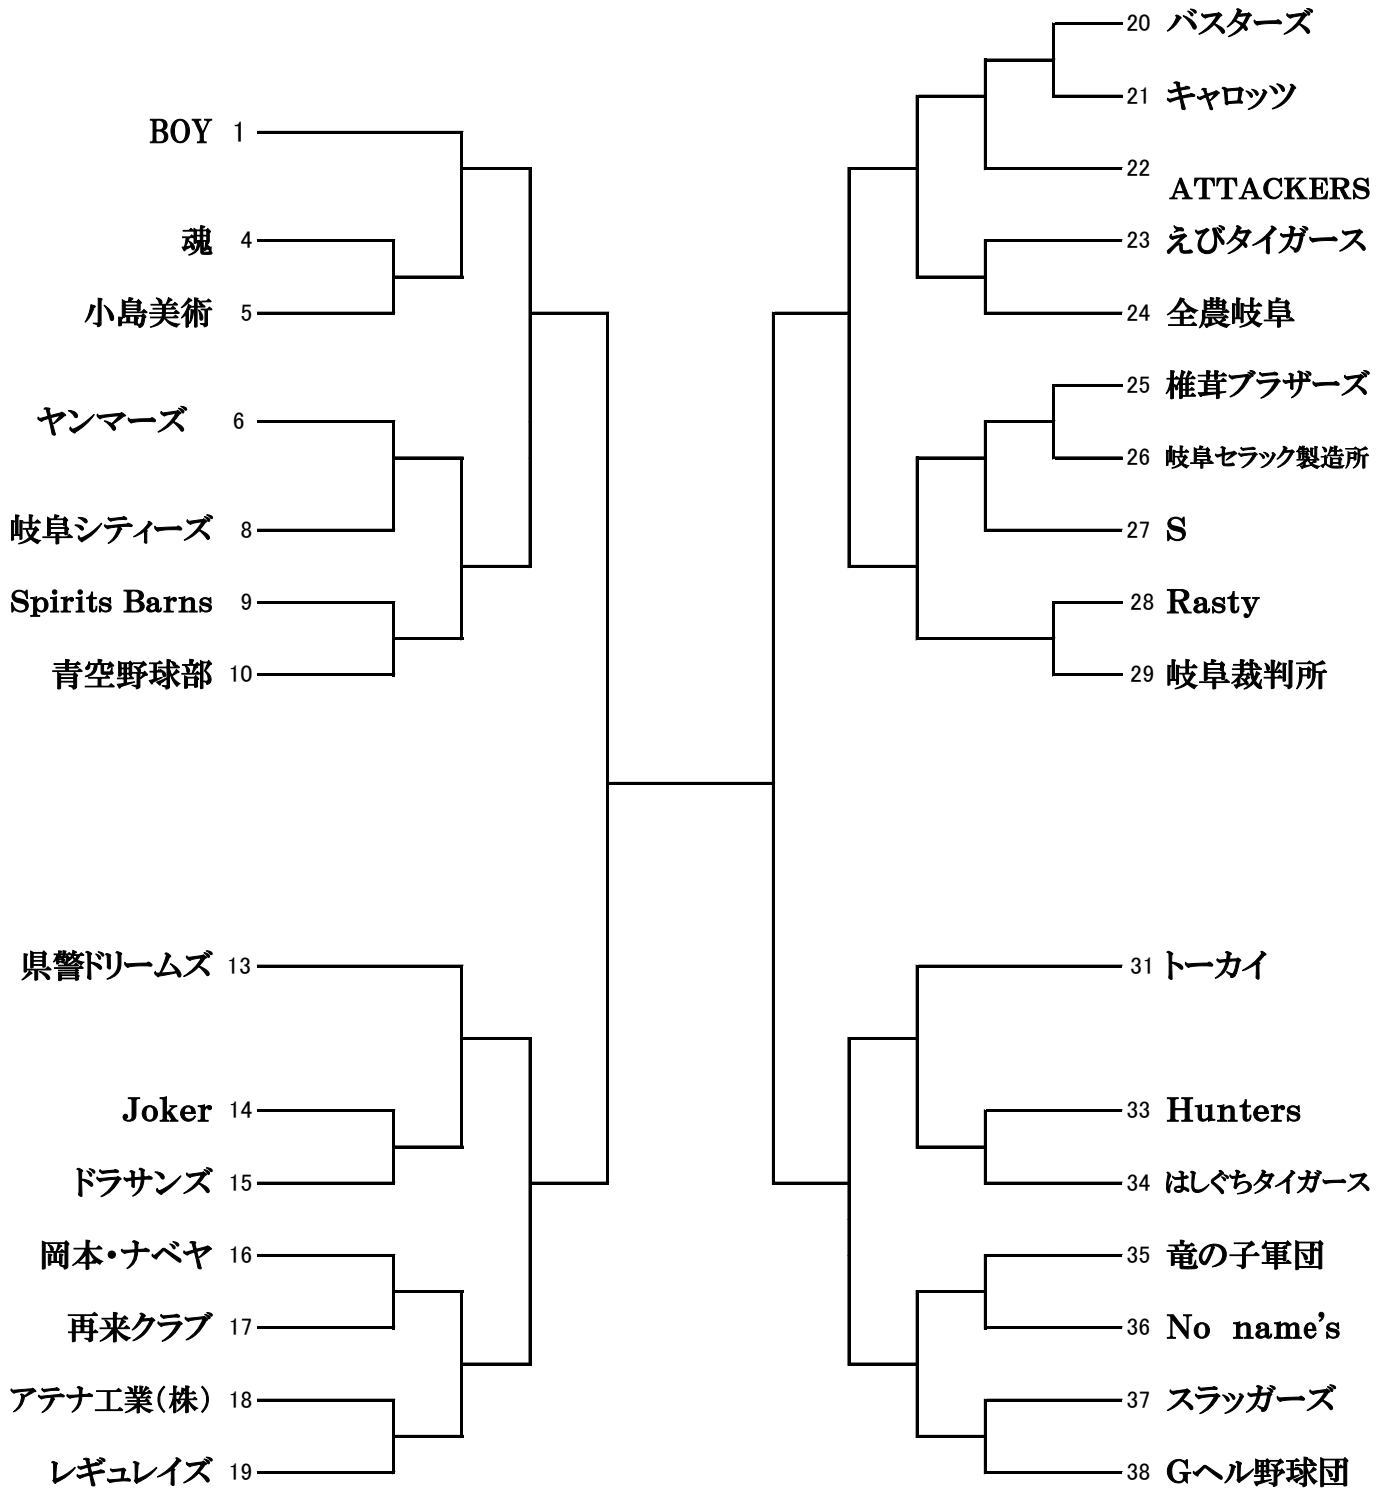 BOY 1
魂 4
小島美術 5
ヤンマーズ 6
岐阜シティーズ 8
Spirits Barns 9
青空野球部 10
県警ドリームズ 13
Joker 14
ドラサンズ 15
岡本・ナベヤ 16
再来クラブ 17
アテナ工業(株) 18
レギュレイズ 19
20 バスターズ
21 キャロッツ
22 ATTACKERS
23 えびタイガース
24 全農岐阜
25 椎茸ブラザーズ
26 岐阜セラック製造所
27 S
28 Rasty
29 岐阜裁判所
31 トーカイ
33 Hunters
34 はしぐちタイガース
35 竜の子軍団
36 No name's
37 スラッガーズ
38 Gヘル野球団